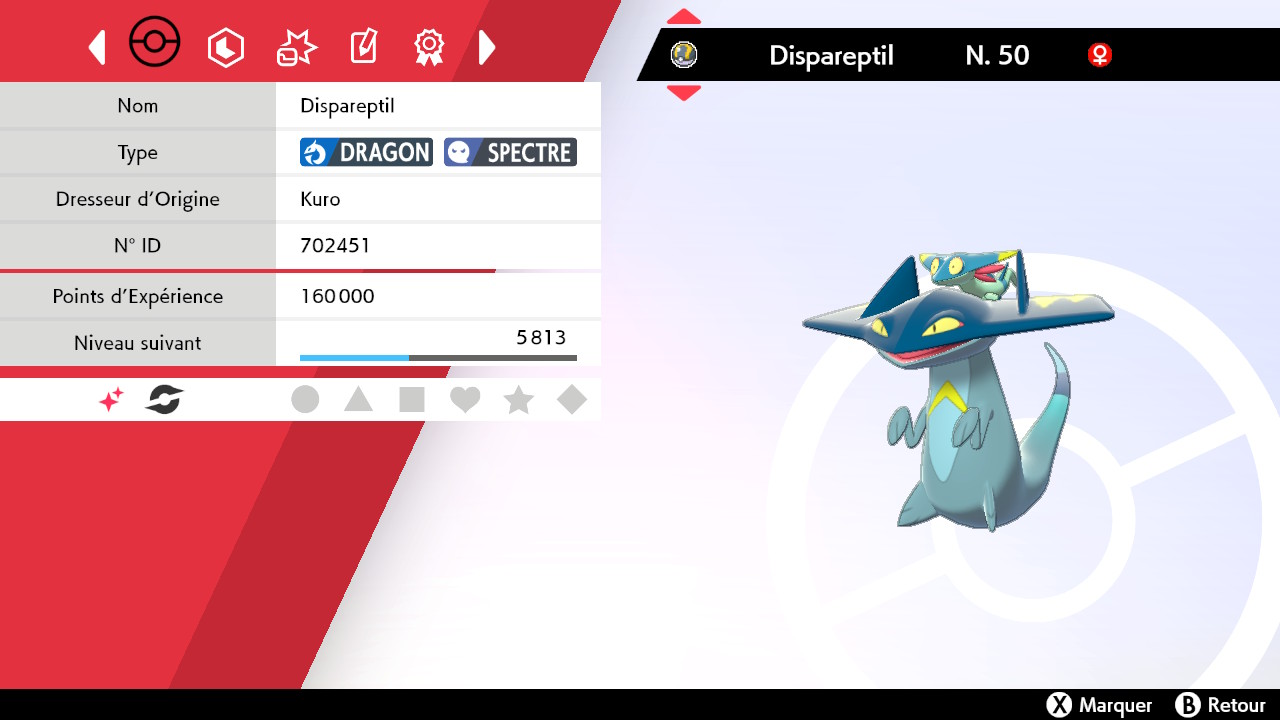 Dispareptil N. 50
Nom Dispareptil
Type DRAGON SPECTRE
Dresseur d'Origine Kuro
N° ID 702451
Points d'Expérience 160 000
Niveau suivant 5 813
X Marquer B Retour